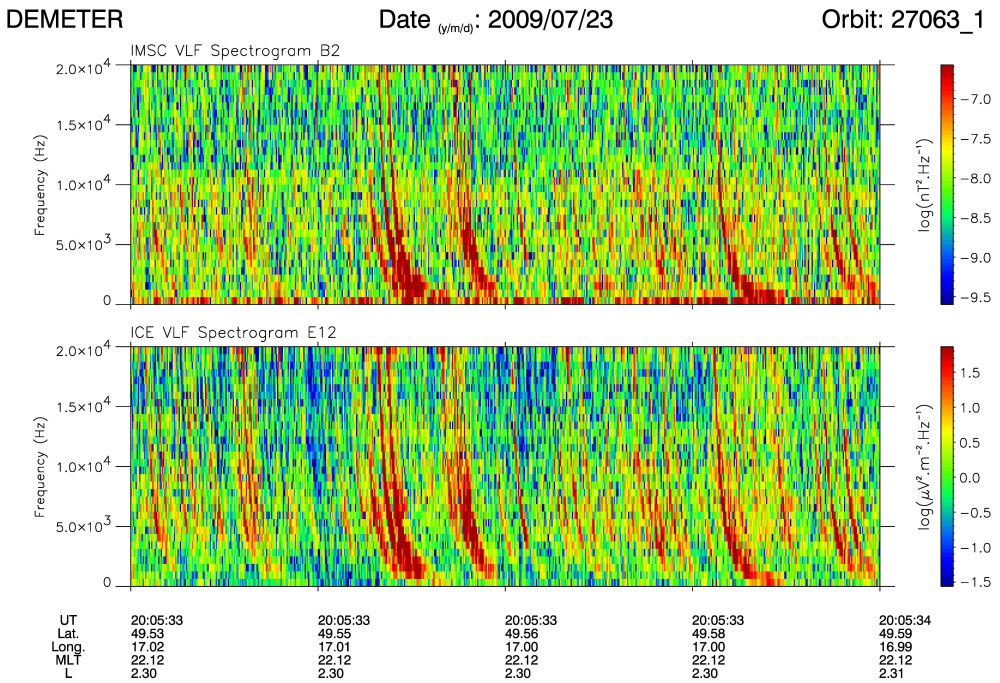 DEMETER Date (y/m/d): 2009/07/23 Orbit: 27063_1
IMSC VLF Spectrogram B2
2.0×10⁴
1.5×10⁴
1.0×10⁴
5.0×10³
0
Frequency (Hz)
−7.0
−7.5
−8.0
−8.5
−9.0
−9.5
log(nT².Hz⁻¹)
ICE VLF Spectrogram E12
2.0×10⁴
1.5×10⁴
1.0×10⁴
5.0×10³
0
Frequency (Hz)
1.5
1.0
0.5
0.0
−0.5
−1.0
−1.5
log(μV².m⁻².Hz⁻¹)
UT 20:05:33 20:05:33 20:05:33 20:05:33 20:05:34
Lat. 49.53 49.55 49.56 49.58 49.59
Long. 17.02 17.01 17.00 17.00 16.99
MLT 22.12 22.12 22.12 22.12 22.12
L 2.30 2.30 2.30 2.30 2.31